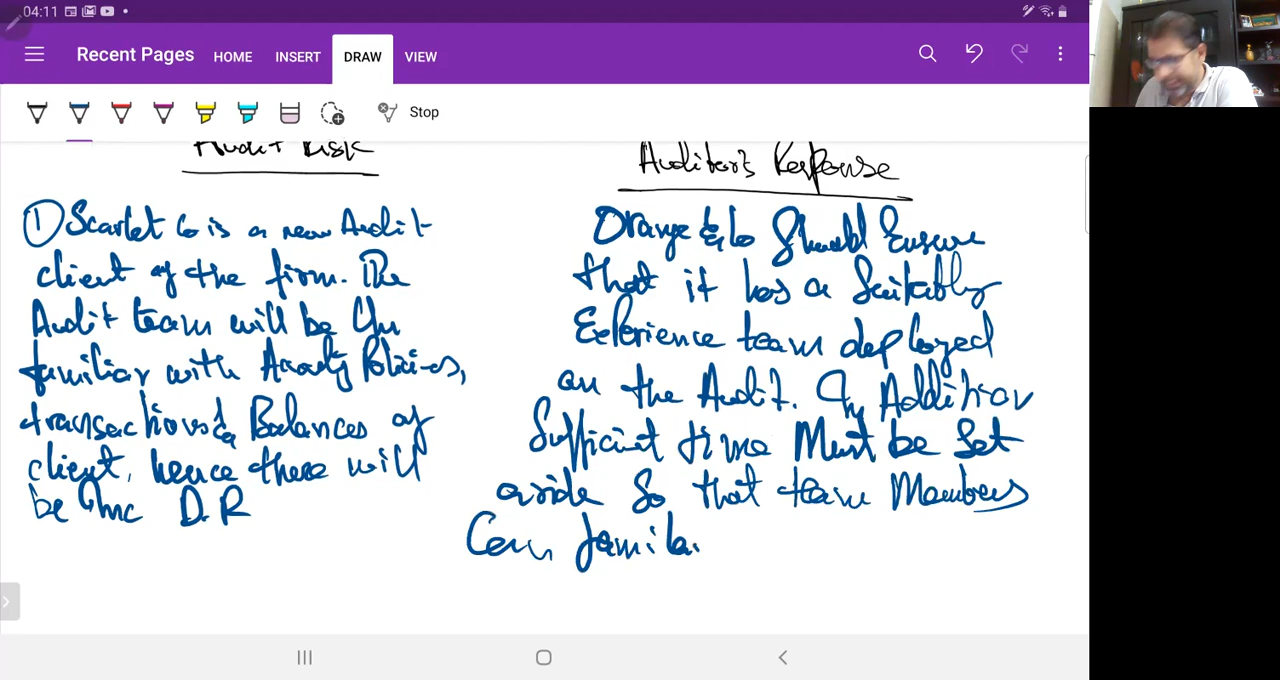 04:11
Recent Pages HOME INSERT DRAW VIEW
Stop
Audit Risk
① Scarlet Co is a new Audit
client of the firm. The
Audit team will be Un
familiar with Policies,
transactions & Balances of
client, hence there will
be Inc D.R
Auditor's Response
Orange & Co Should Ensure
that it has a Suitably
Experience team deployed
on the Audit. In Addition
Sufficient time Must be Set
aside So that team Members
Can familia